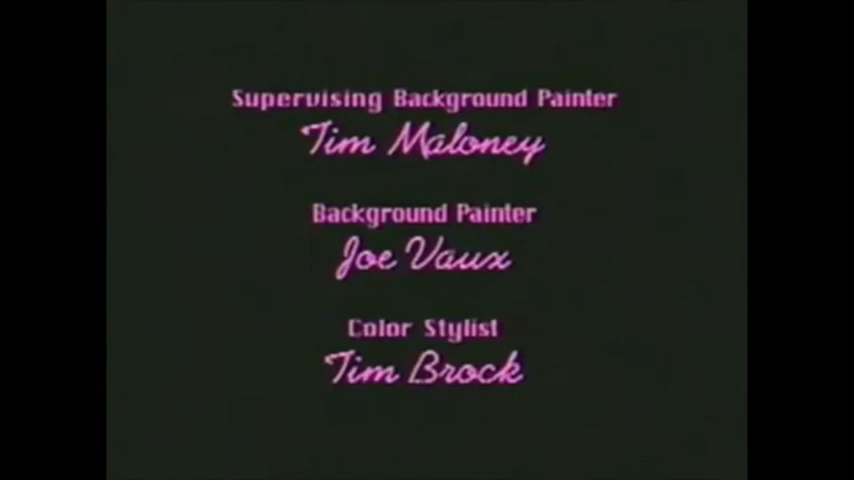 Supervising Background Painter
Tim Maloney
Background Painter
Joe Vaux
Color Stylist
Tim Brock